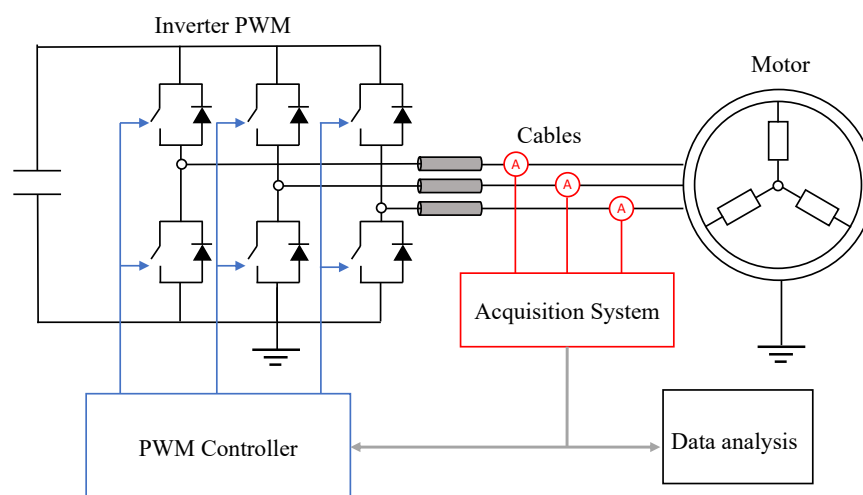 Inverter PWM
Motor
Cables
A
A
A
Acquisition System
PWM Controller
Data analysis